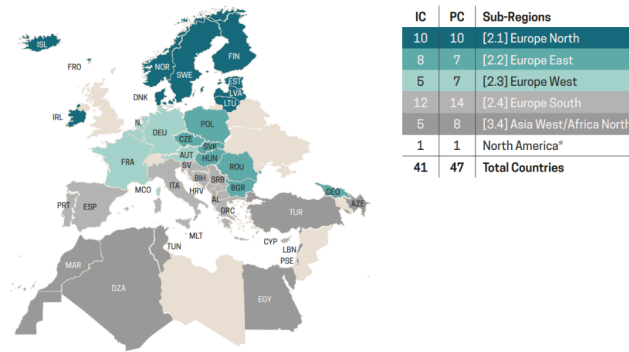 ISL
FIN
FRO
NOR
SWE
EST
LVA
DNK
LTU
IRL
N.
POL
DEU
CZE
SVK
AUT
HUN
FRA
SV
ROU
BIH
SRB
GEO
MCO
ITA
HRV
BGR
PRT
ESP
AL
AZE
GRC
TUR
MLT
CYP
TUN
LBN
MAR
PSE
DZA
EGY
IC PC Sub-Regions
10 10 [2.1] Europe North
8 7 [2.2] Europe East
5 7 [2.3] Europe West
12 14 [2.4] Europe South
5 8 [3.4] Asia West/Africa North
1 1 North America*
41 47 Total Countries